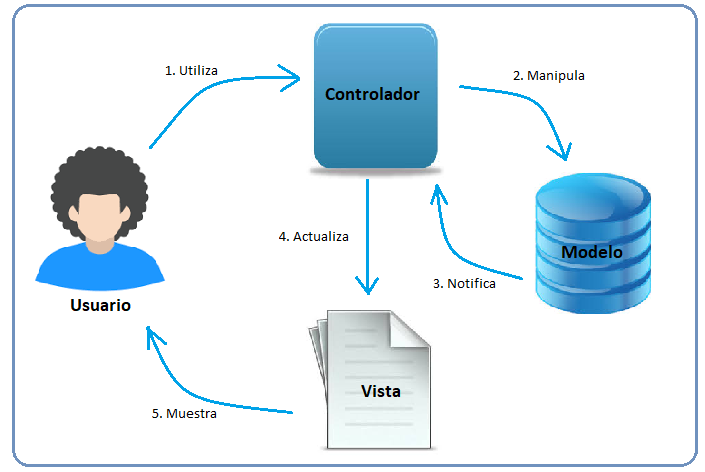 1. Utiliza
Controlador
2. Manipula
4. Actualiza
Modelo
3. Notifica
Usuario
Vista
5. Muestra